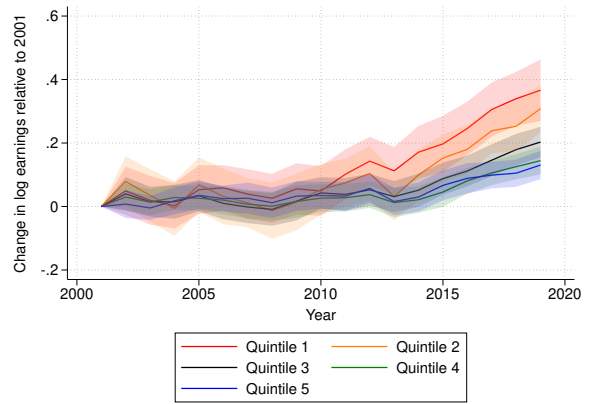 Change in log earnings relative to 2001
.6
.4
.2
0
-.2
2000 2005 2010 2015 2020
Year
Quintile 1 Quintile 2
Quintile 3 Quintile 4
Quintile 5